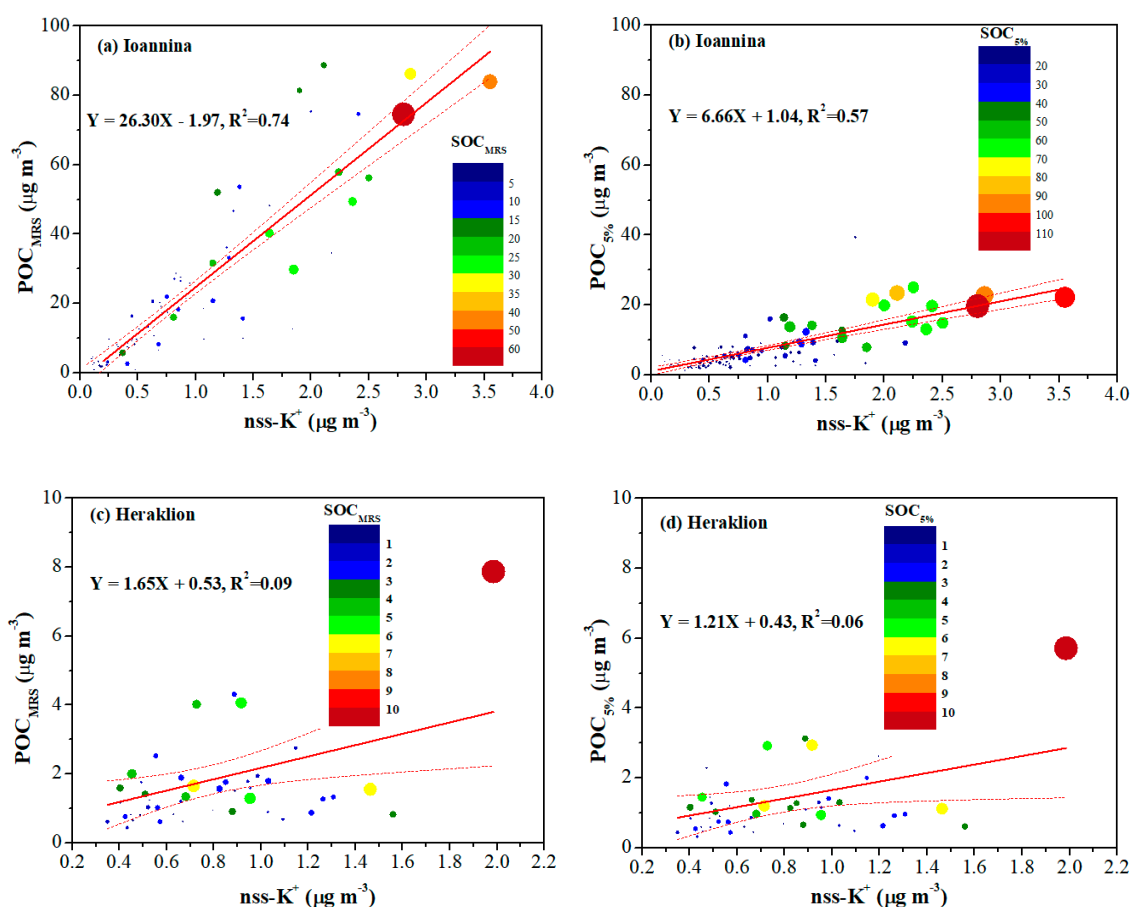 (a) Ioannina
Y = 26.30X - 1.97, R²=0.74
SOC_MRS
5
10
15
20
25
30
35
40
50
60
POC_MRS (μg m⁻³)
100
80
60
40
20
0
0.0 0.5 1.0 1.5 2.0 2.5 3.0 3.5 4.0
nss-K⁺ (μg m⁻³)
(b) Ioannina
Y = 6.66X + 1.04, R²=0.57
SOC_5%
20
30
40
50
60
70
80
90
100
110
POC_5% (μg m⁻³)
100
80
60
40
20
0
0.0 0.5 1.0 1.5 2.0 2.5 3.0 3.5 4.0
nss-K⁺ (μg m⁻³)
(c) Heraklion
Y = 1.65X + 0.53, R²=0.09
SOC_MRS
1
2
3
4
5
6
7
8
9
10
POC_MRS (μg m⁻³)
10
8
6
4
2
0
0.2 0.4 0.6 0.8 1.0 1.2 1.4 1.6 1.8 2.0 2.2
nss-K⁺ (μg m⁻³)
(d) Heraklion
Y = 1.21X + 0.43, R²=0.06
SOC_5%
1
2
3
4
5
6
7
8
9
10
POC_5% (μg m⁻³)
10
8
6
4
2
0
0.2 0.4 0.6 0.8 1.0 1.2 1.4 1.6 1.8 2.0 2.2
nss-K⁺ (μg m⁻³)